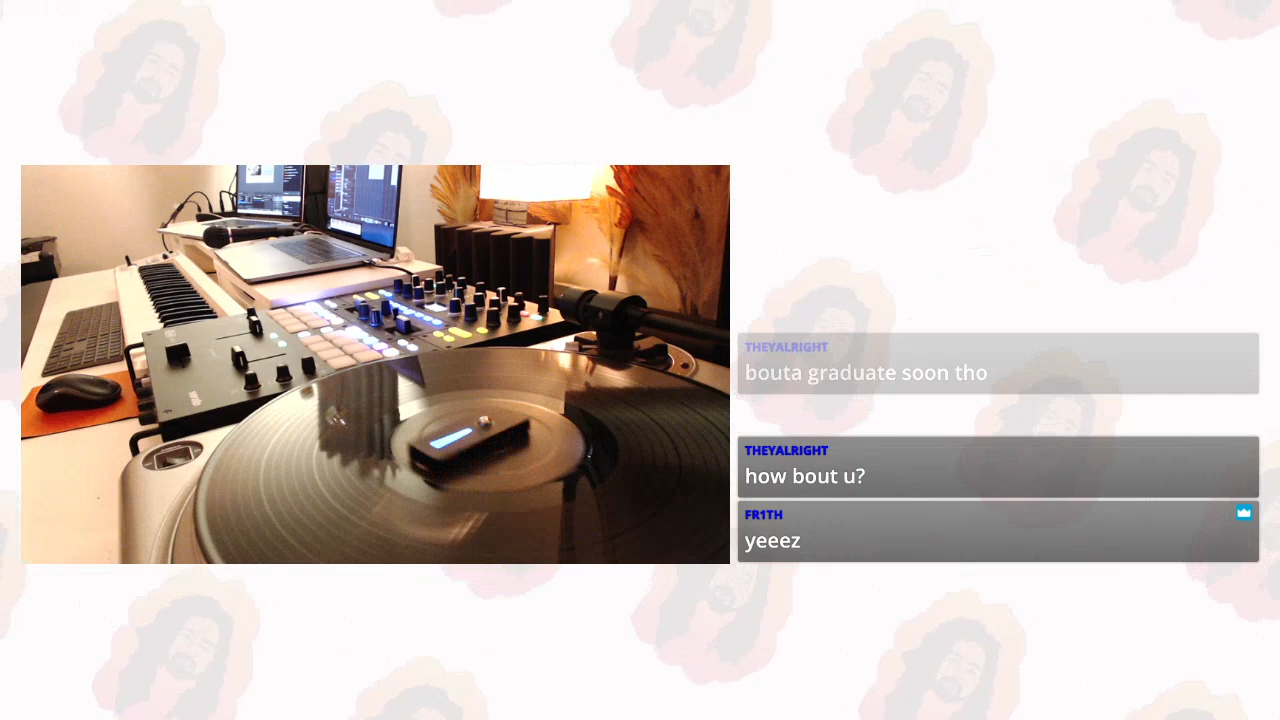 THEYALRIGHT
bouta graduate soon tho
THEYALRIGHT
how bout u?
FR1TH
yeeez